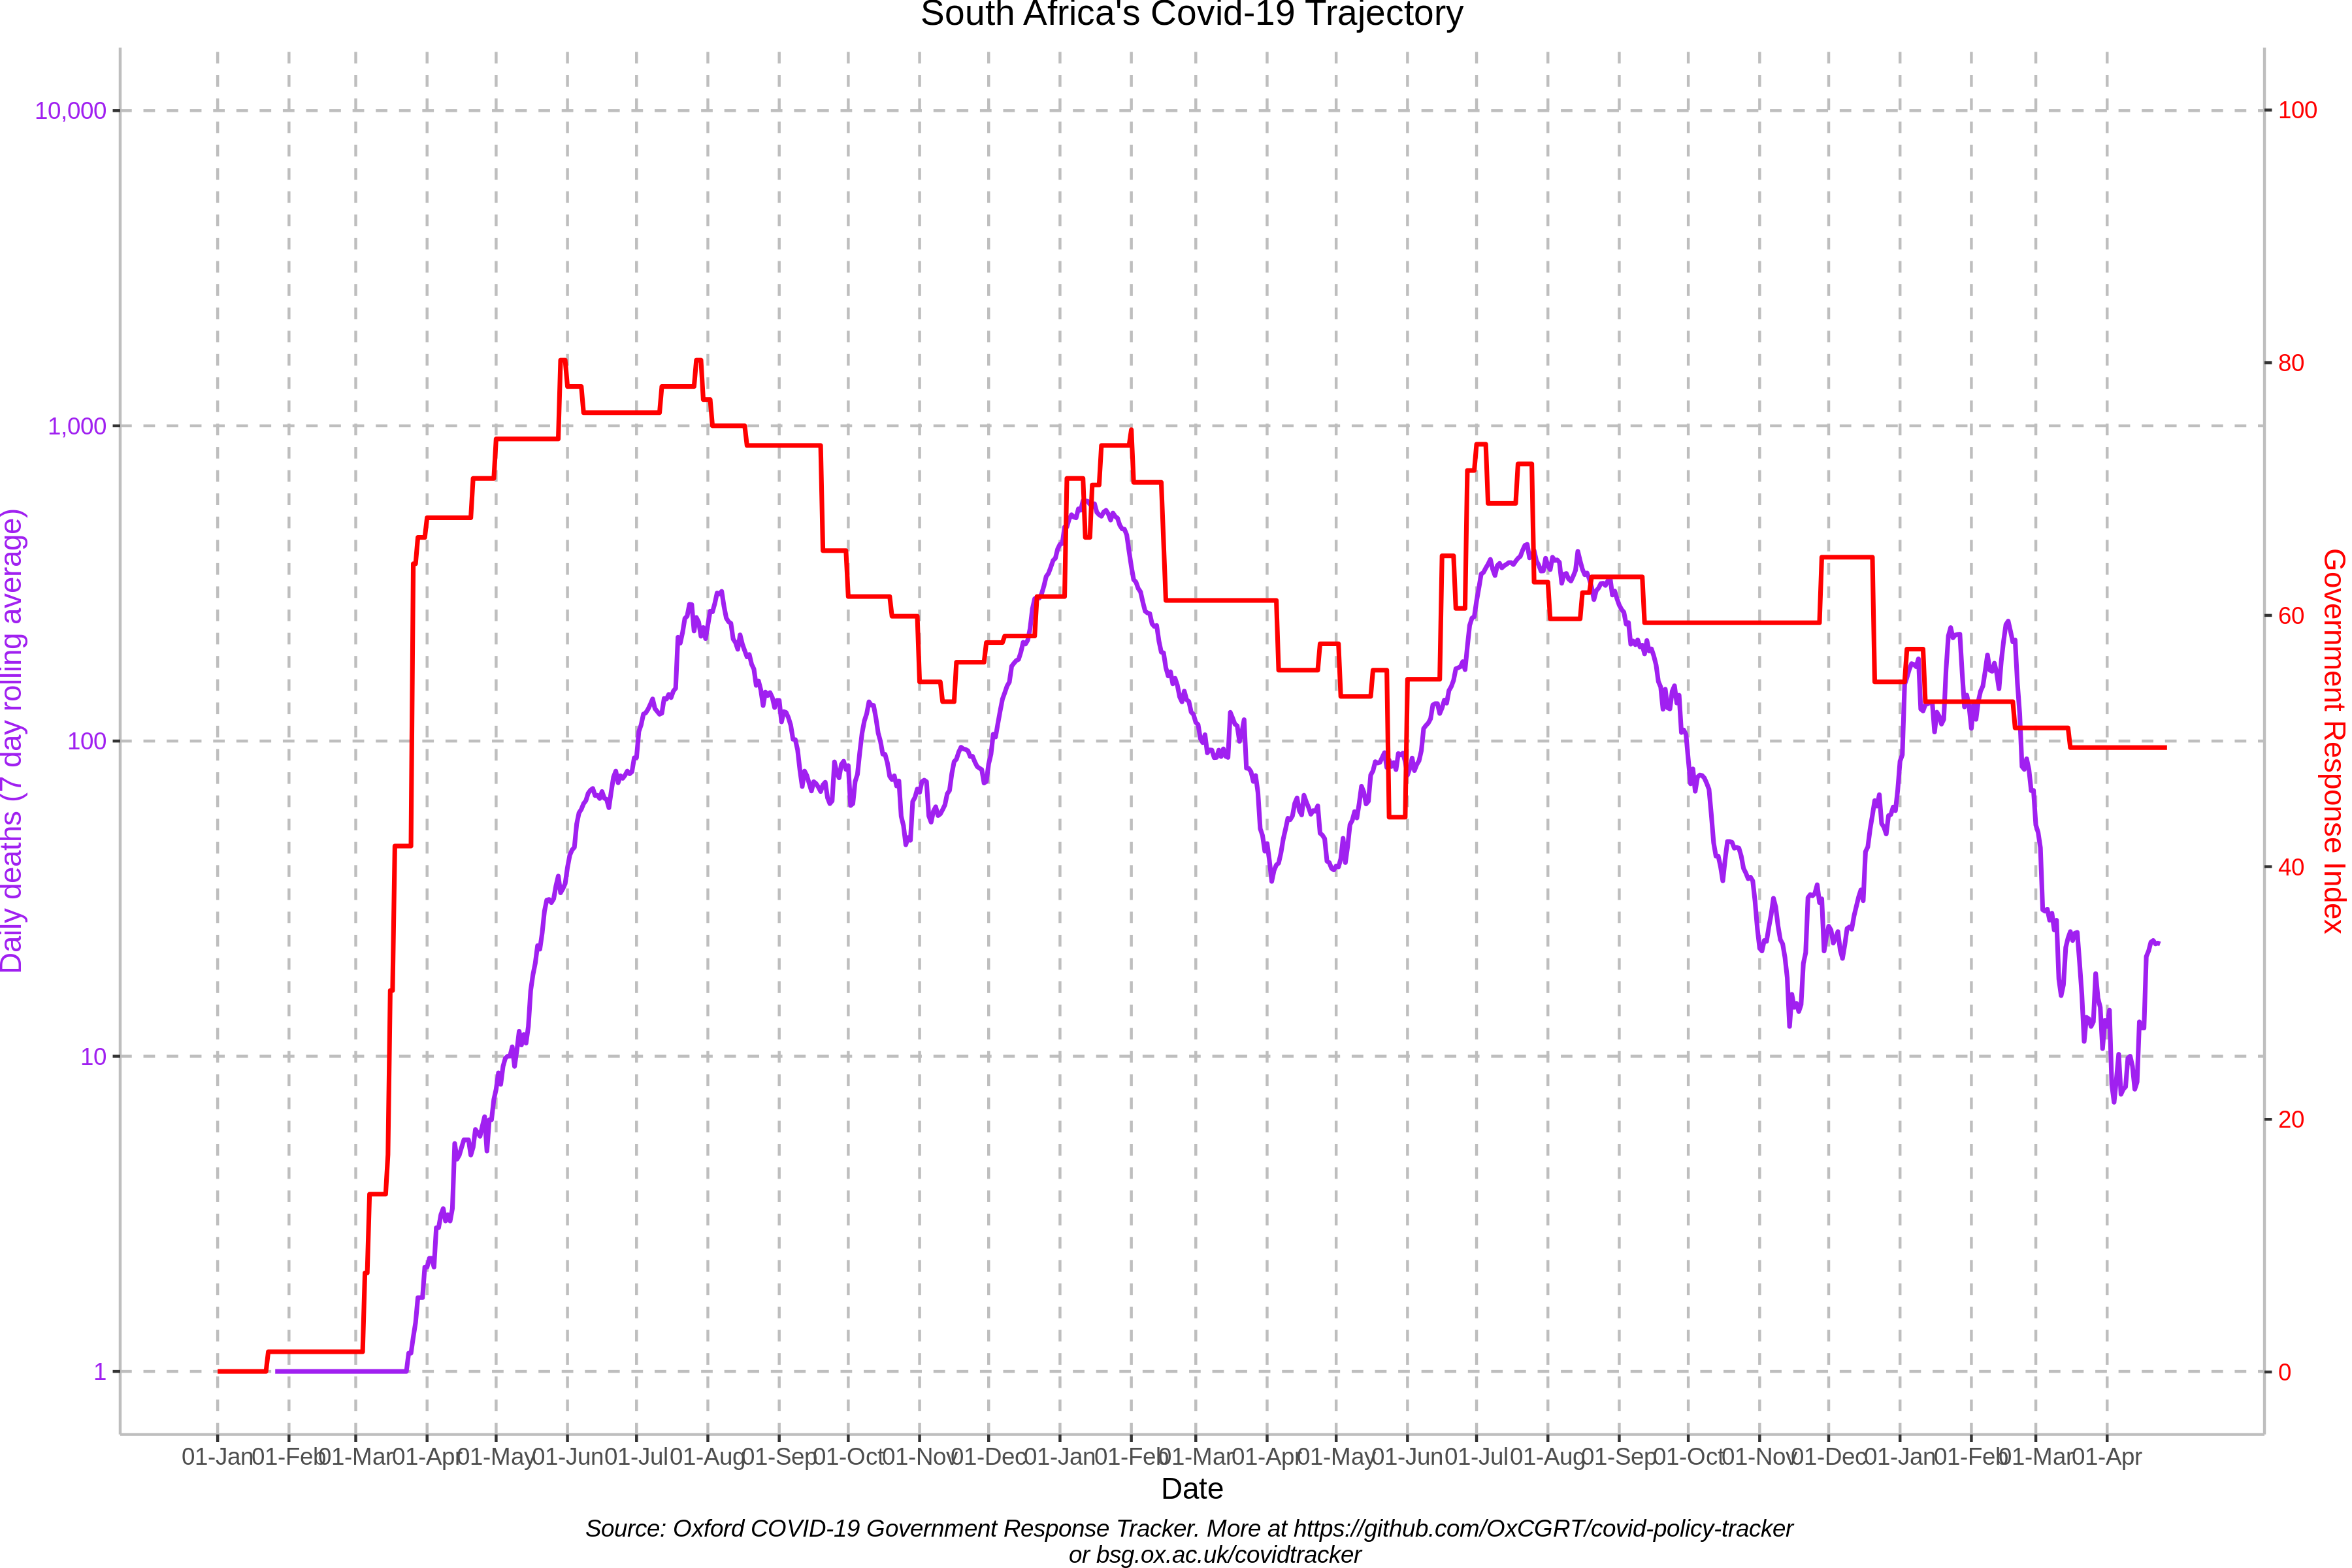 South Africa's Covid-19 Trajectory
10,000
1,000
100
10
1
Daily deaths (7 day rolling average)
100
80
60
40
20
0
Government Response Index
01-Jan 01-Feb 01-Mar 01-Apr 01-May 01-Jun 01-Jul 01-Aug 01-Sep 01-Oct 01-Nov 01-Dec 01-Jan 01-Feb 01-Mar 01-Apr 01-May 01-Jun 01-Jul 01-Aug 01-Sep 01-Oct 01-Nov 01-Dec 01-Jan 01-Feb 01-Mar 01-Apr
Date
Source: Oxford COVID-19 Government Response Tracker. More at https://github.com/OxCGRT/covid-policy-tracker
or bsg.ox.ac.uk/covidtracker